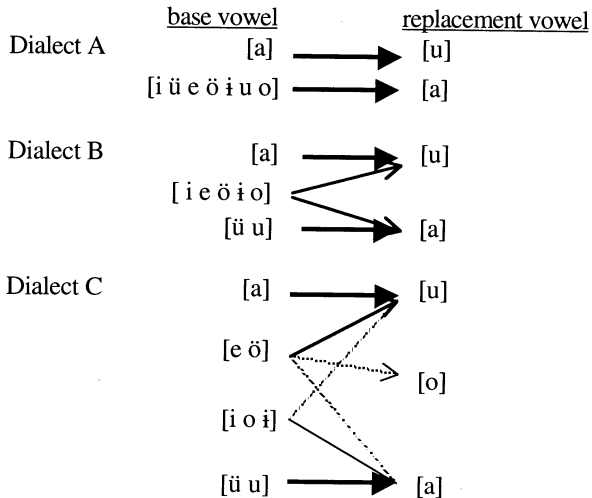 base vowel replacement vowel
Dialect A [a] [u]
[i ü e ö ɨ u o] [a]
Dialect B [a] [u]
[ i e ö ɨ o]
[ü u] [a]
Dialect C [a] [u]
[e ö]
[o]
[i o ɨ]
[ü u] [a]